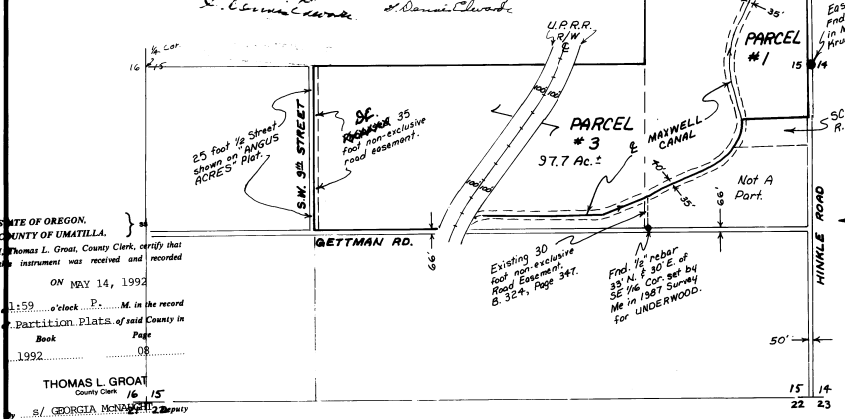 U.P.R.R.
R/W
℄
35'
PARCEL
#1
15 14
1/4 Cor.
16 15
100' 100'
25 foot 1/2 Street
shown on "ANGUS
ACRES" Plat.
S.W. 9th STREET
35
foot non-exclusive
road easement.
PARCEL
#3
97.7 Ac.±
MAXWELL
CANAL
℄
40'
35'
Not A
Part.
66'
HINKLE ROAD
100' 100'
GETTMAN RD.
66'
Existing 30
foot non-exclusive
Road Easement.
B. 324, Page 347.
Fnd. 1/2" rebar
33' N. & 30' E. of
SE 1/16 Cor. set by
Me in 1987 Survey
for UNDERWOOD.
50'
STATE OF OREGON,
COUNTY OF UMATILLA.
Thomas L. Groat, County Clerk, certify that
this instrument was received and recorded
ON MAY 14, 1992
1:59 o'clock P. M. in the record
of Partition Plats of said County in
Book Page
1992 08
THOMAS L. GROAT
County Clerk
16 15
21 22
s/ GEORGIA McNAUGHT Deputy
15 14
22 23